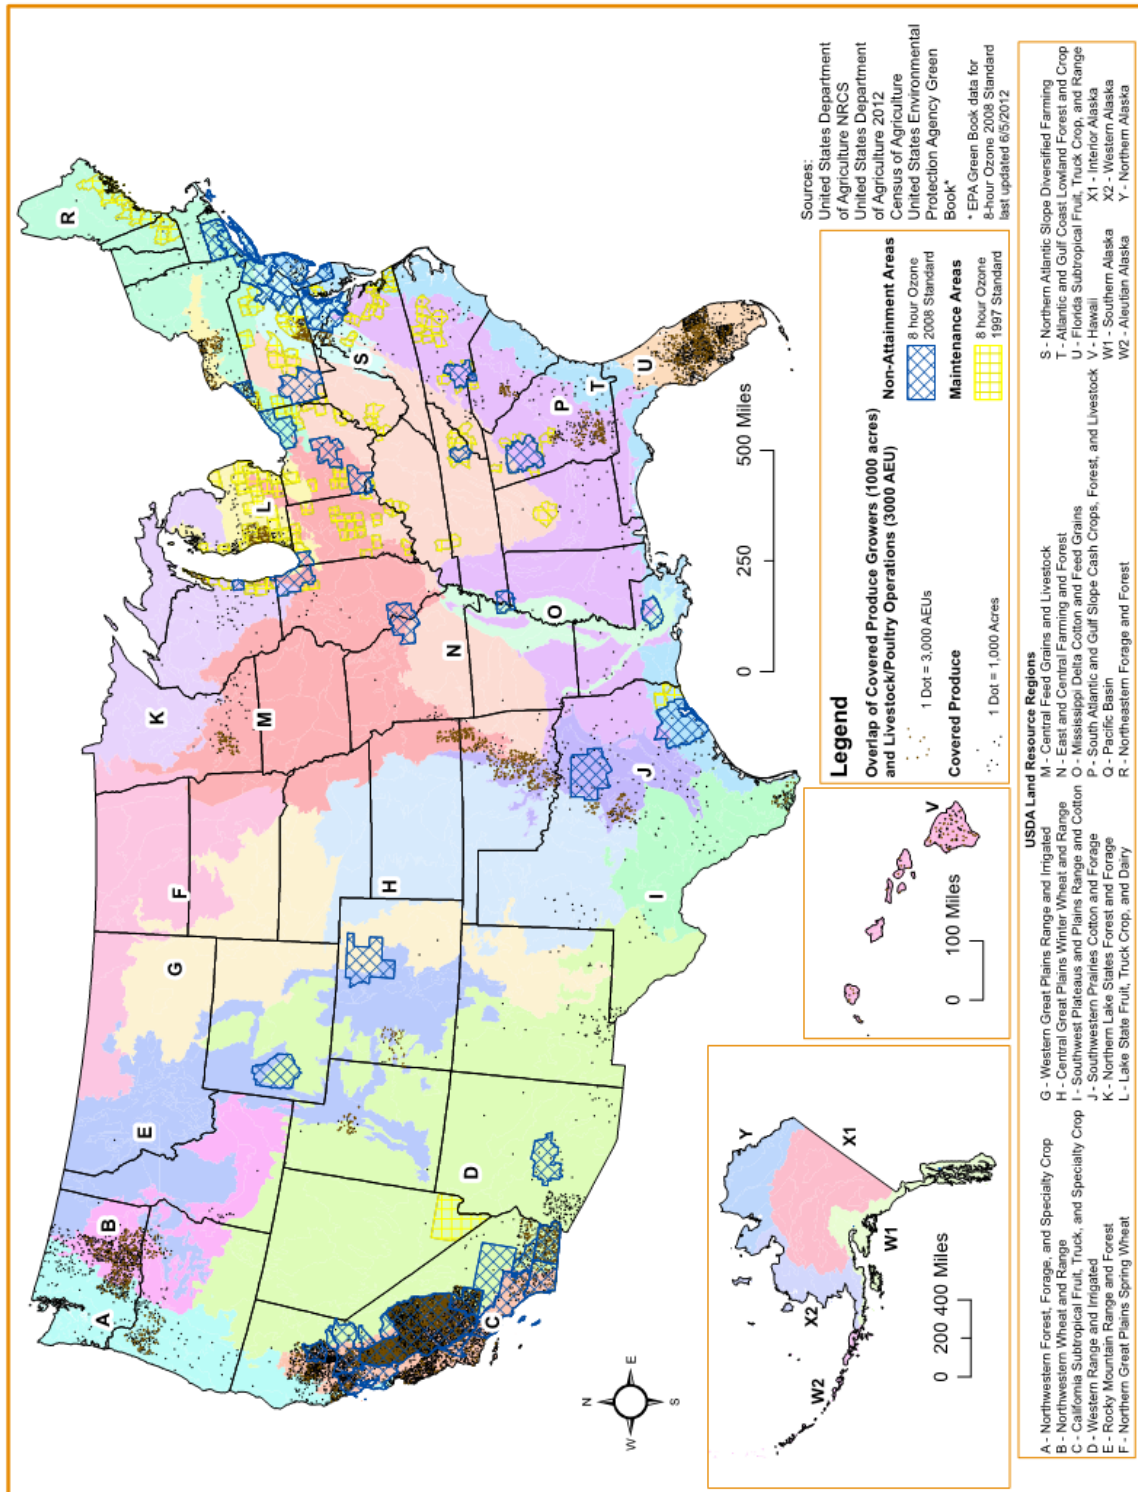 A
B
C
D
E
F
G
H
I
J
K
L
M
N
O
P
R
S
T
U
N
W
E
S
0 250 500 Miles
Y
X1
X2
W1
W2
0 200 400 Miles
V
0 100 Miles
Legend
Overlap of Covered Produce Growers (1000 acres)
and Livestock/Poultry Operations (3000 AEU)
1 Dot = 3,000 AEUs
Covered Produce
1 Dot = 1,000 Acres
Non-Attainment Areas
8 hour Ozone
2008 Standard
Maintenance Areas
8 hour Ozone
1997 Standard
Sources:
United States Department
of Agriculture NRCS
United States Department
of Agriculture 2012
Census of Agriculture
United States Environmental
Protection Agency Green
Book*
* EPA Green Book data for
8-hour Ozone 2008 Standard
last updated 6/5/2012
USDA Land Resource Regions
A - Northwestern Forest, Forage, and Specialty Crop
B - Northwestern Wheat and Range
C - California Subtropical Fruit, Truck, and Specialty Crop
D - Western Range and Irrigated
E - Rocky Mountain Range and Forest
F - Northern Great Plains Spring Wheat
G - Western Great Plains Range and Irrigated
H - Central Great Plains Winter Wheat and Range
I - Southwest Plateaus and Plains Range and Cotton
J - Southwestern Prairies Cotton and Forage
K - Northern Lake States Forest and Forage
L - Lake State Fruit, Truck Crop, and Dairy
M - Central Feed Grains and Livestock
N - East and Central Farming and Forest
O - Mississippi Delta Cotton and Feed Grains
P - South Atlantic and Gulf Slope Cash Crops, Forest, and Livestock
Q - Pacific Basin
R - Northeastern Forage and Forest
S - Northern Atlantic Slope Diversified Farming
T - Atlantic and Gulf Coast Lowland Forest and Crop
U - Florida Subtropical Fruit, Truck Crop, and Range
V - Hawaii
W1 - Southern Alaska
W2 - Aleutian Alaska
X1 - Interior Alaska
X2 - Western Alaska
Y - Northern Alaska